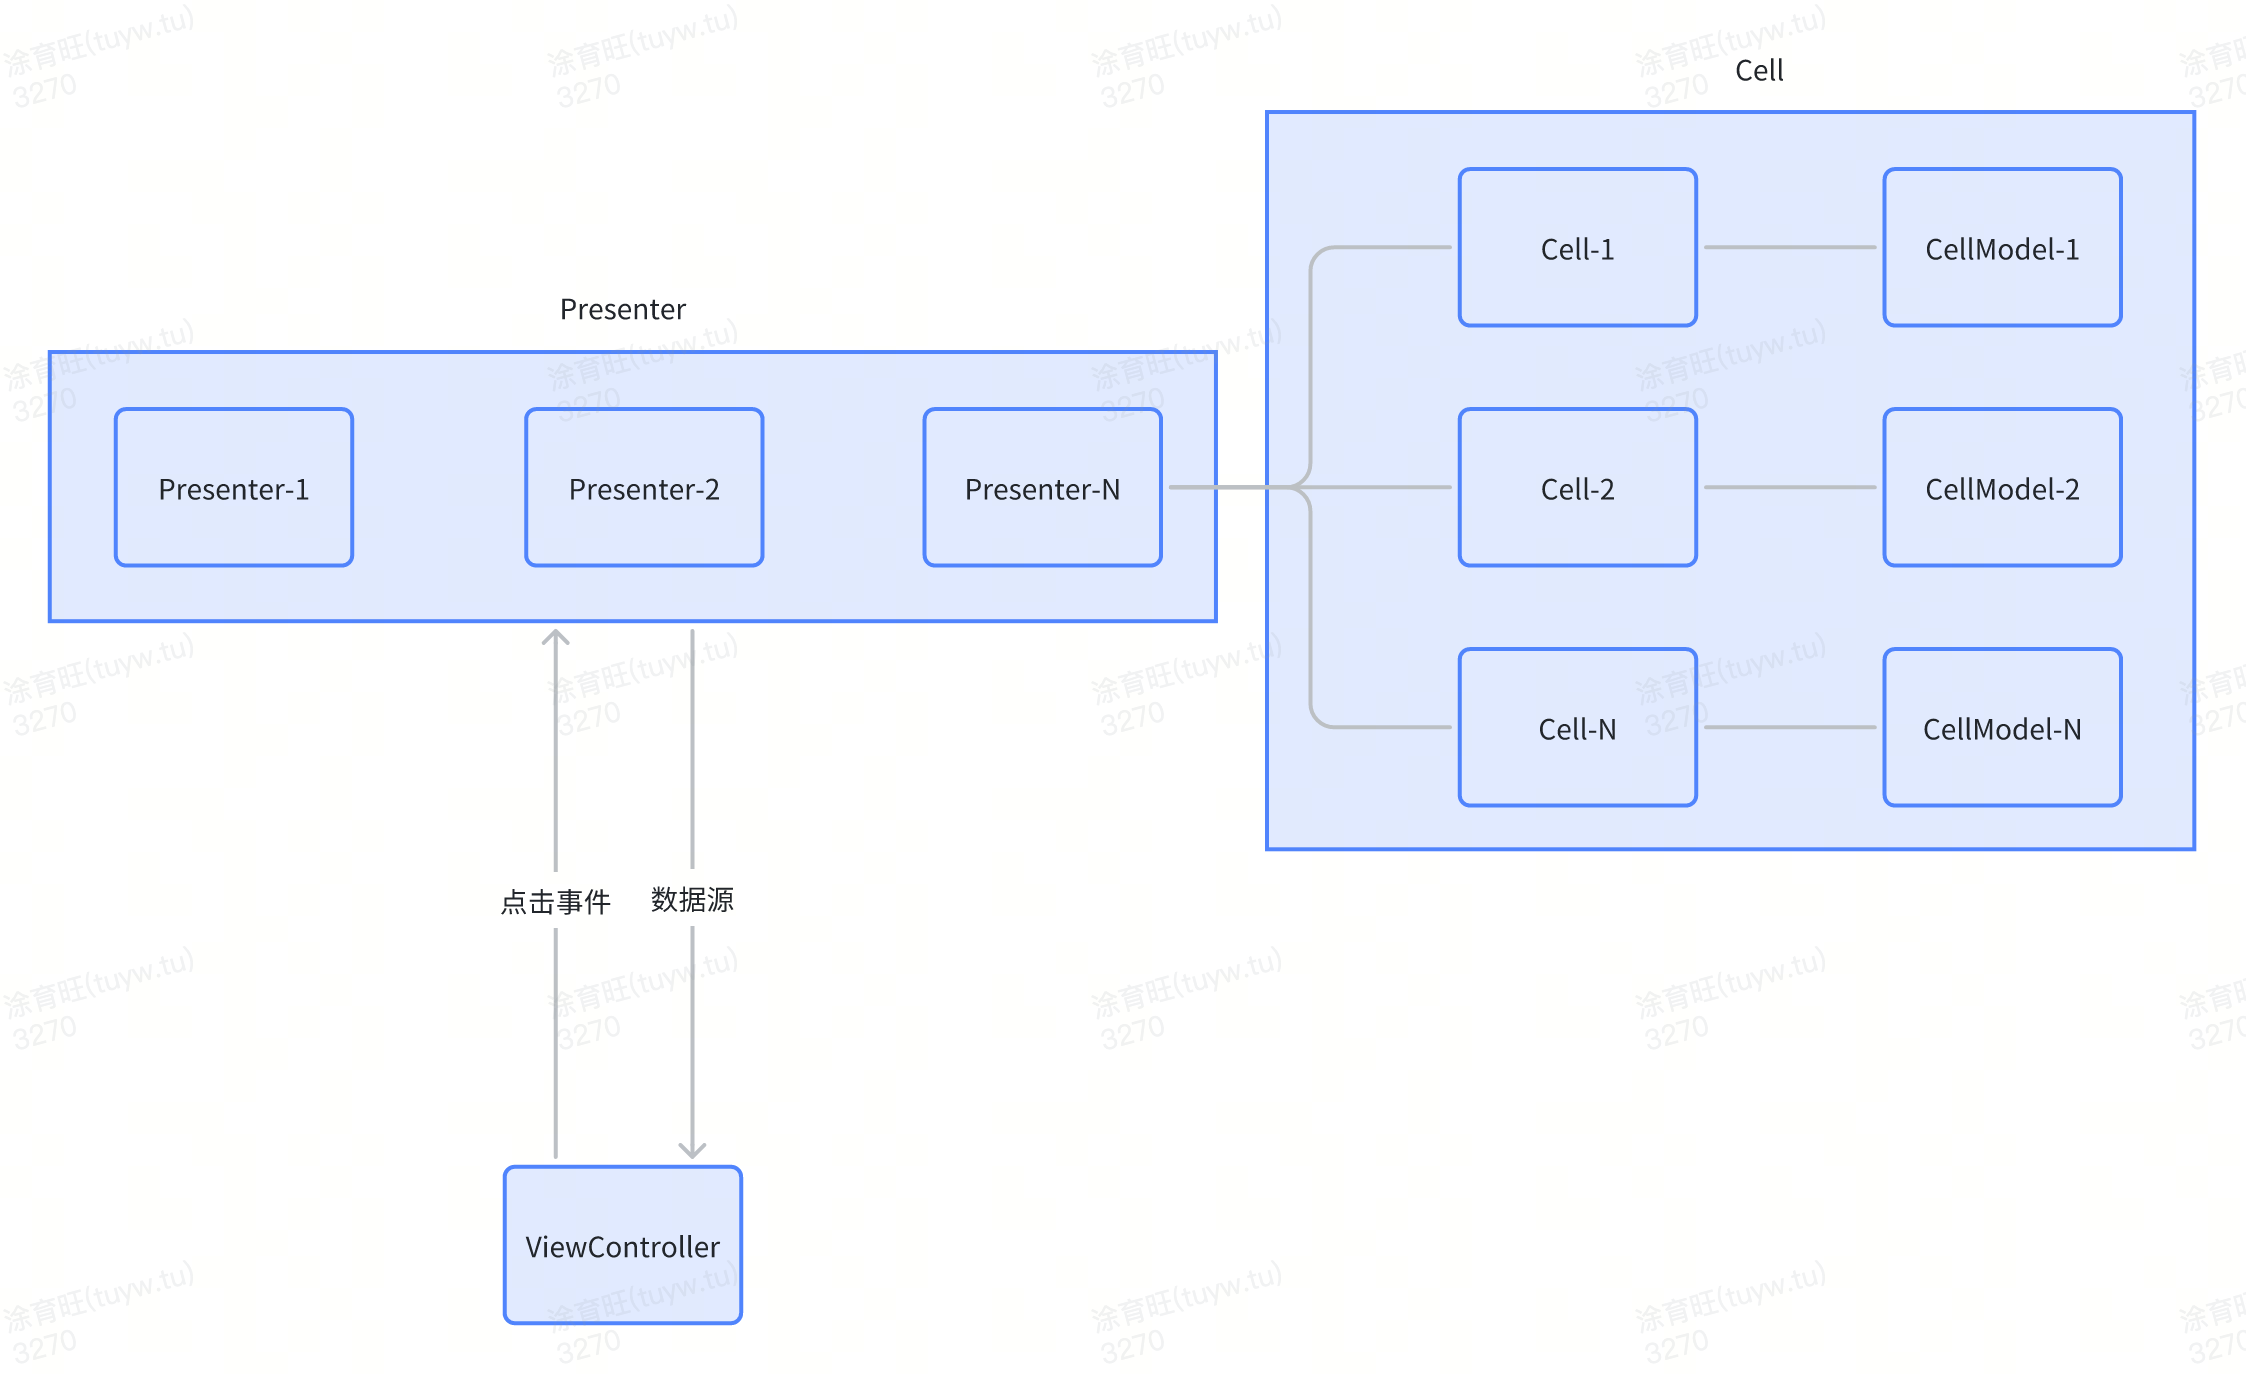 Cell
Cell-1
CellModel-1
Presenter
Presenter-1
Presenter-2
Presenter-N
Cell-2
CellModel-2
Cell-N
CellModel-N
点击事件
数据源
ViewController
涂育旺(tuyw.tu)
3270